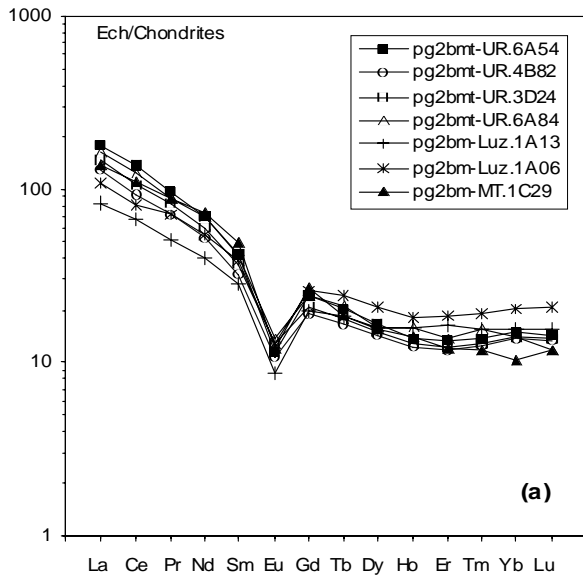 1000
Ech/Chondrites
pg2bmt-UR.6A54
pg2bmt-UR.4B82
pg2bmt-UR.3D24
pg2bmt-UR.6A84
pg2bm-Luz.1A13
pg2bm-Luz.1A06
pg2bm-MT.1C29
100
10
(a)
1
La Ce Pr Nd Sm Eu Gd Tb Dy Ho Er Tm Yb Lu